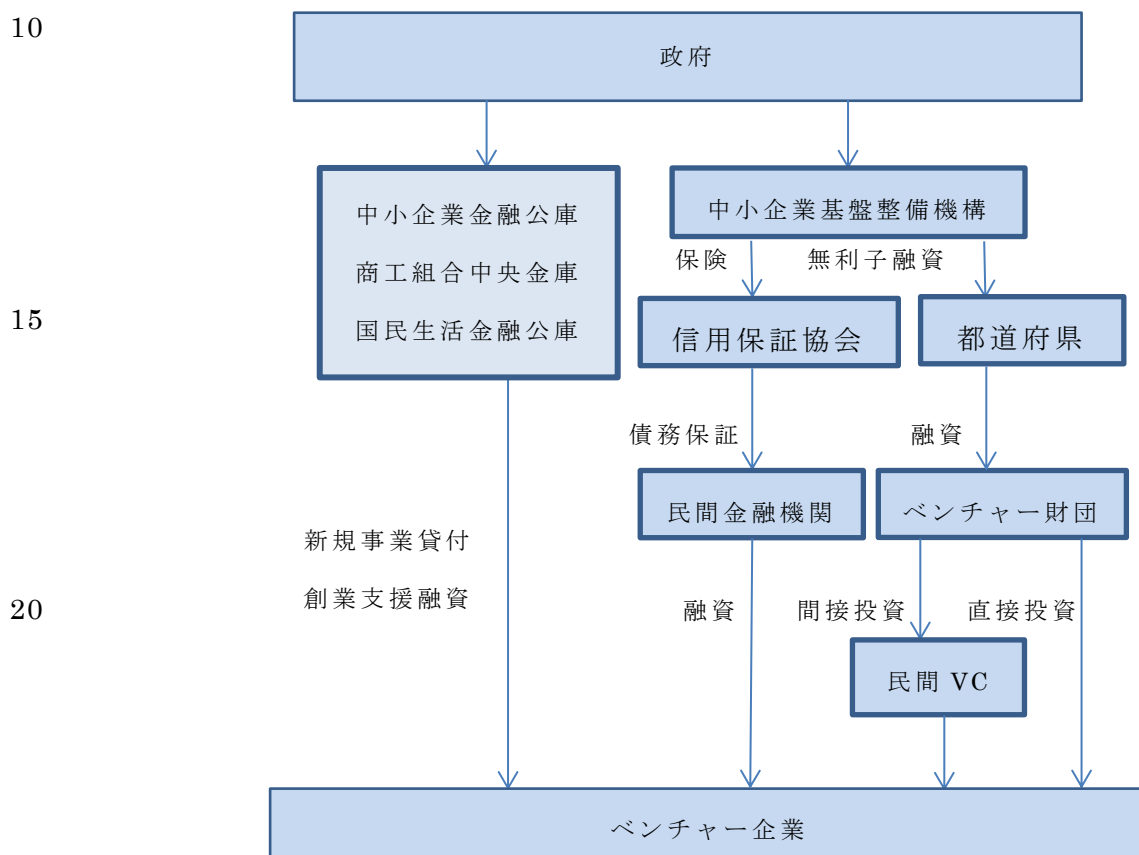 10
政府
中小企業金融公庫
商工組合中央金庫
国民生活金融公庫
中小企業基盤整備機構
保険
無利子融資
15
信用保証協会
都道府県
債務保証
融資
民間金融機関
ベンチャー財団
新規事業貸付
創業支援融資
20
融資
間接投資
直接投資
民間 VC
ベンチャー企業